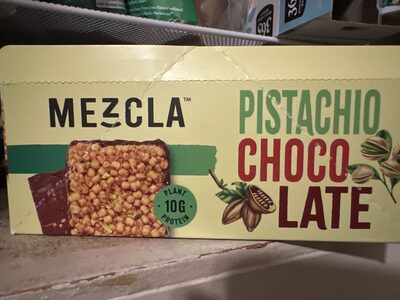 MEZCLA™
PISTACHIO
CHOCO
LATE
PLANT
10G
PROTEIN